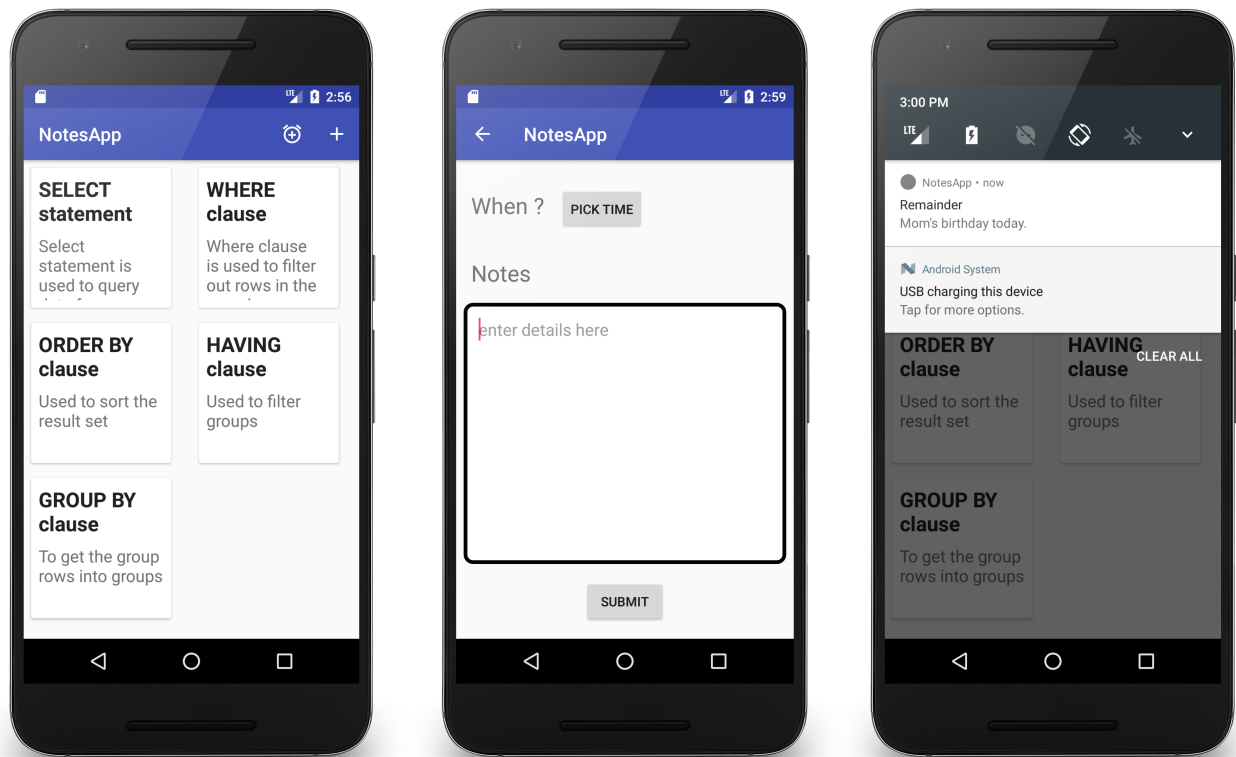 LTE 2:56
NotesApp
SELECT
statement
Select
statement is
used to query
WHERE
clause
Where clause
is used to filter
out rows in the
ORDER BY
clause
Used to sort the
result set
HAVING
clause
Used to filter
groups
GROUP BY
clause
To get the group
rows into groups
LTE 2:59
NotesApp
When ? PICK TIME
Notes
enter details here
SUBMIT
3:00 PM
LTE
NotesApp • now
Remainder
Mom's birthday today.
Android System
USB charging this device
Tap for more options.
CLEAR ALL
ORDER BY
clause
Used to sort the
result set
HAVING
clause
Used to filter
groups
GROUP BY
clause
To get the group
rows into groups